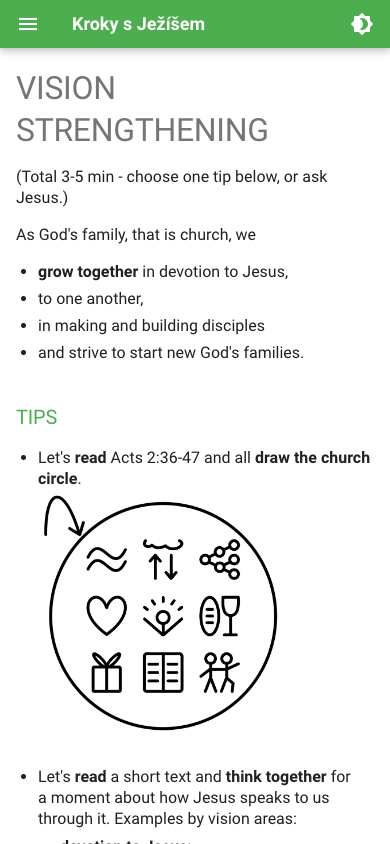 Kroky s Ježíšem
VISION
STRENGTHENING
(Total 3-5 min - choose one tip below, or ask
Jesus.)
As God's family, that is church, we
grow together in devotion to Jesus,
to one another,
in making and building disciples
and strive to start new God's families.
TIPS
Let's read Acts 2:36-47 and all draw the church
circle.
Let's read a short text and think together for
a moment about how Jesus speaks to us
through it. Examples by vision areas: